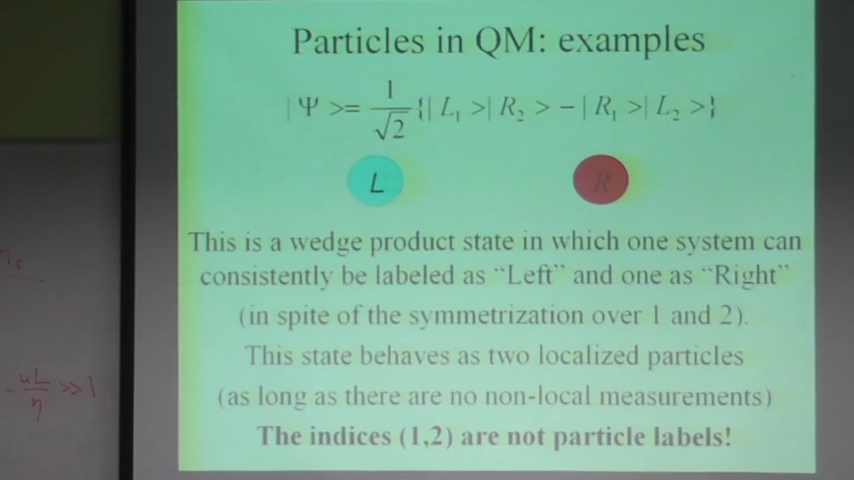 Particles in QM: examples
| Ψ >= 1/√2 {| L₁ >| R₂ > − | R₁ >| L₂ >}
L R
This is a wedge product state in which one system can
consistently be labeled as “Left” and one as “Right”
(in spite of the symmetrization over 1 and 2).
This state behaves as two localized particles
(as long as there are no non-local measurements)
The indices (1,2) are not particle labels!
uL/η >>1